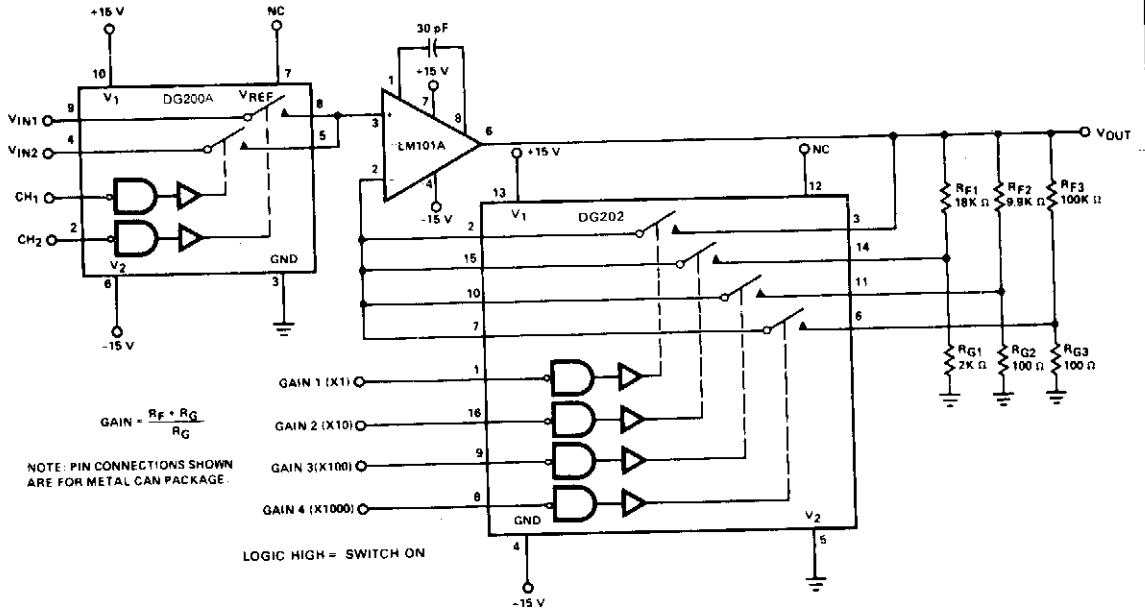 +15 V
NC
10
7
V1
DG200A
VREF
VIN1
9
8
VIN2
4
5
CH1
1
CH2
2
V2
GND
6
3
-15 V
30 pF
1
+15 V
7
8
3
+
LM101A
6
2
-
4
-15 V
VOUT
+15 V
NC
13
12
V1
DG202
2
3
15
14
10
11
7
6
RF1
18K Ω
RF2
9.9K Ω
RF3
100K Ω
RG1
2K Ω
RG2
100 Ω
RG3
100 Ω
GAIN 1 (X1)
1
GAIN 2 (X10)
16
GAIN 3(X100)
9
GAIN 4 (X1000)
8
GND
V2
4
5
-15 V
GAIN = RF + RG
RG
NOTE: PIN CONNECTIONS SHOWN
ARE FOR METAL CAN PACKAGE.
LOGIC HIGH = SWITCH ON